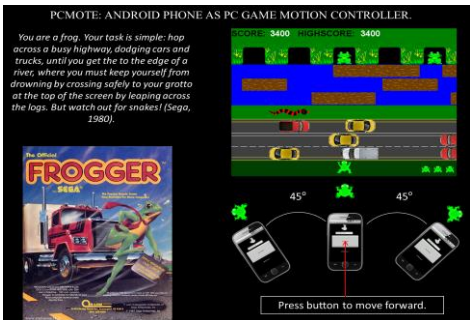 PCMOTE: ANDROID PHONE AS PC GAME MOTION CONTROLLER.
You are a frog. Your task is simple: hop
across a busy highway, dodging cars and
trucks, until you get the to the edge of a
river, where you must keep yourself from
drowning by crossing safely to your grotto
at the top of the screen by leaping across
the logs. But watch out for snakes! (Sega,
1980).
SCORE: 3400 HIGHSCORE: 3400
The Official
FROGGER
SEGA
45°
45°
Press button to move forward.